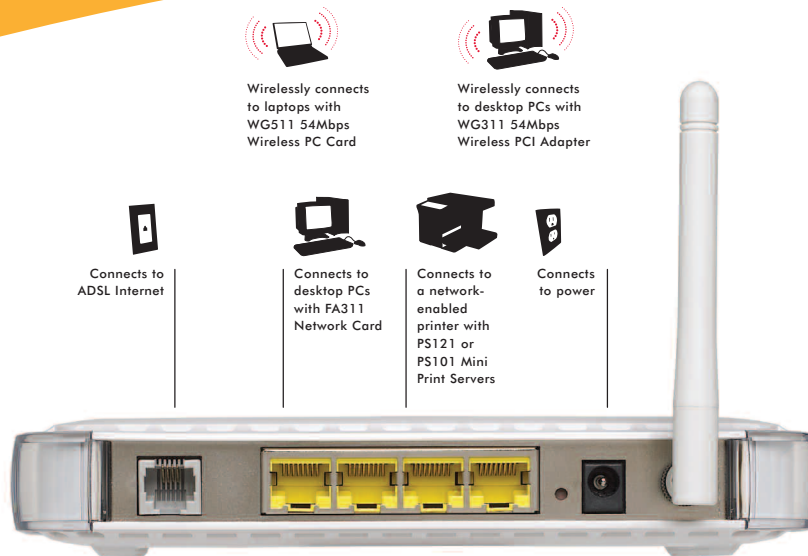 Wirelessly connects
to laptops with
WG511 54Mbps
Wireless PC Card
Wirelessly connects
to desktop PCs with
WG311 54Mbps
Wireless PCI Adapter
Connects to
ADSL Internet
Connects to
desktop PCs
with FA311
Network Card
Connects to
a network-
enabled
printer with
PS121 or
PS101 Mini
Print Servers
Connects
to power